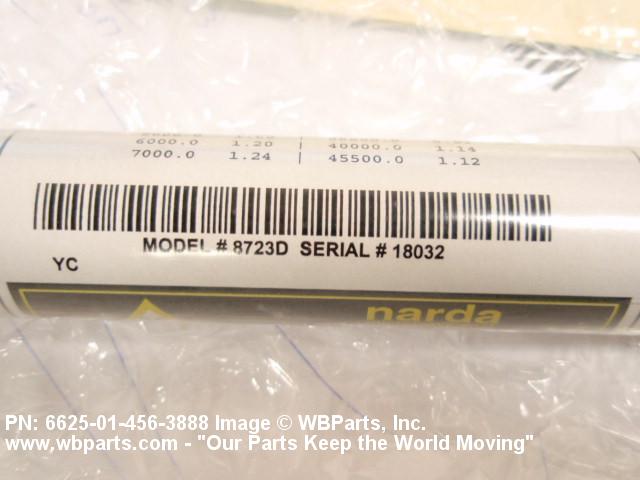 6000.0 1.20 | 40000.0 1.14
7000.0 1.24 | 45500.0 1.12
MODEL # 8723D SERIAL # 18032
YC
narda
PN: 6625-01-456-3888 Image © WBParts, Inc.
www.wbparts.com - "Our Parts Keep the World Moving"